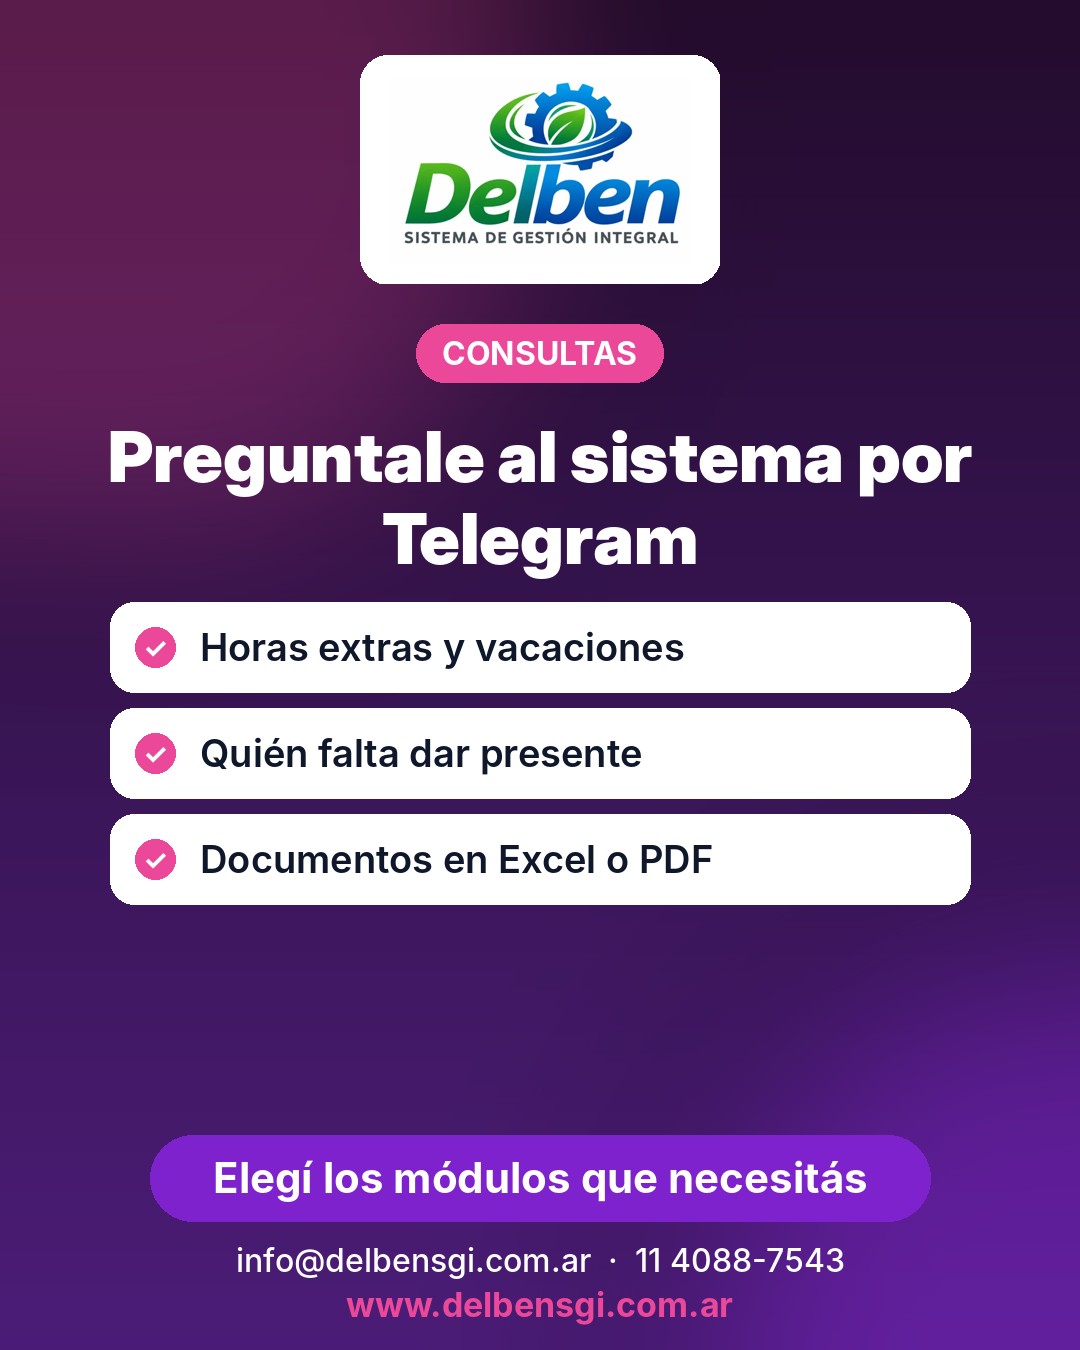 Delben
SISTEMA DE GESTIÓN INTEGRAL
CONSULTAS
Preguntale al sistema por
Telegram
Horas extras y vacaciones
Quién falta dar presente
Documentos en Excel o PDF
Elegí los módulos que necesitás
info@delbensgi.com.ar · 11 4088-7543
www.delbensgi.com.ar